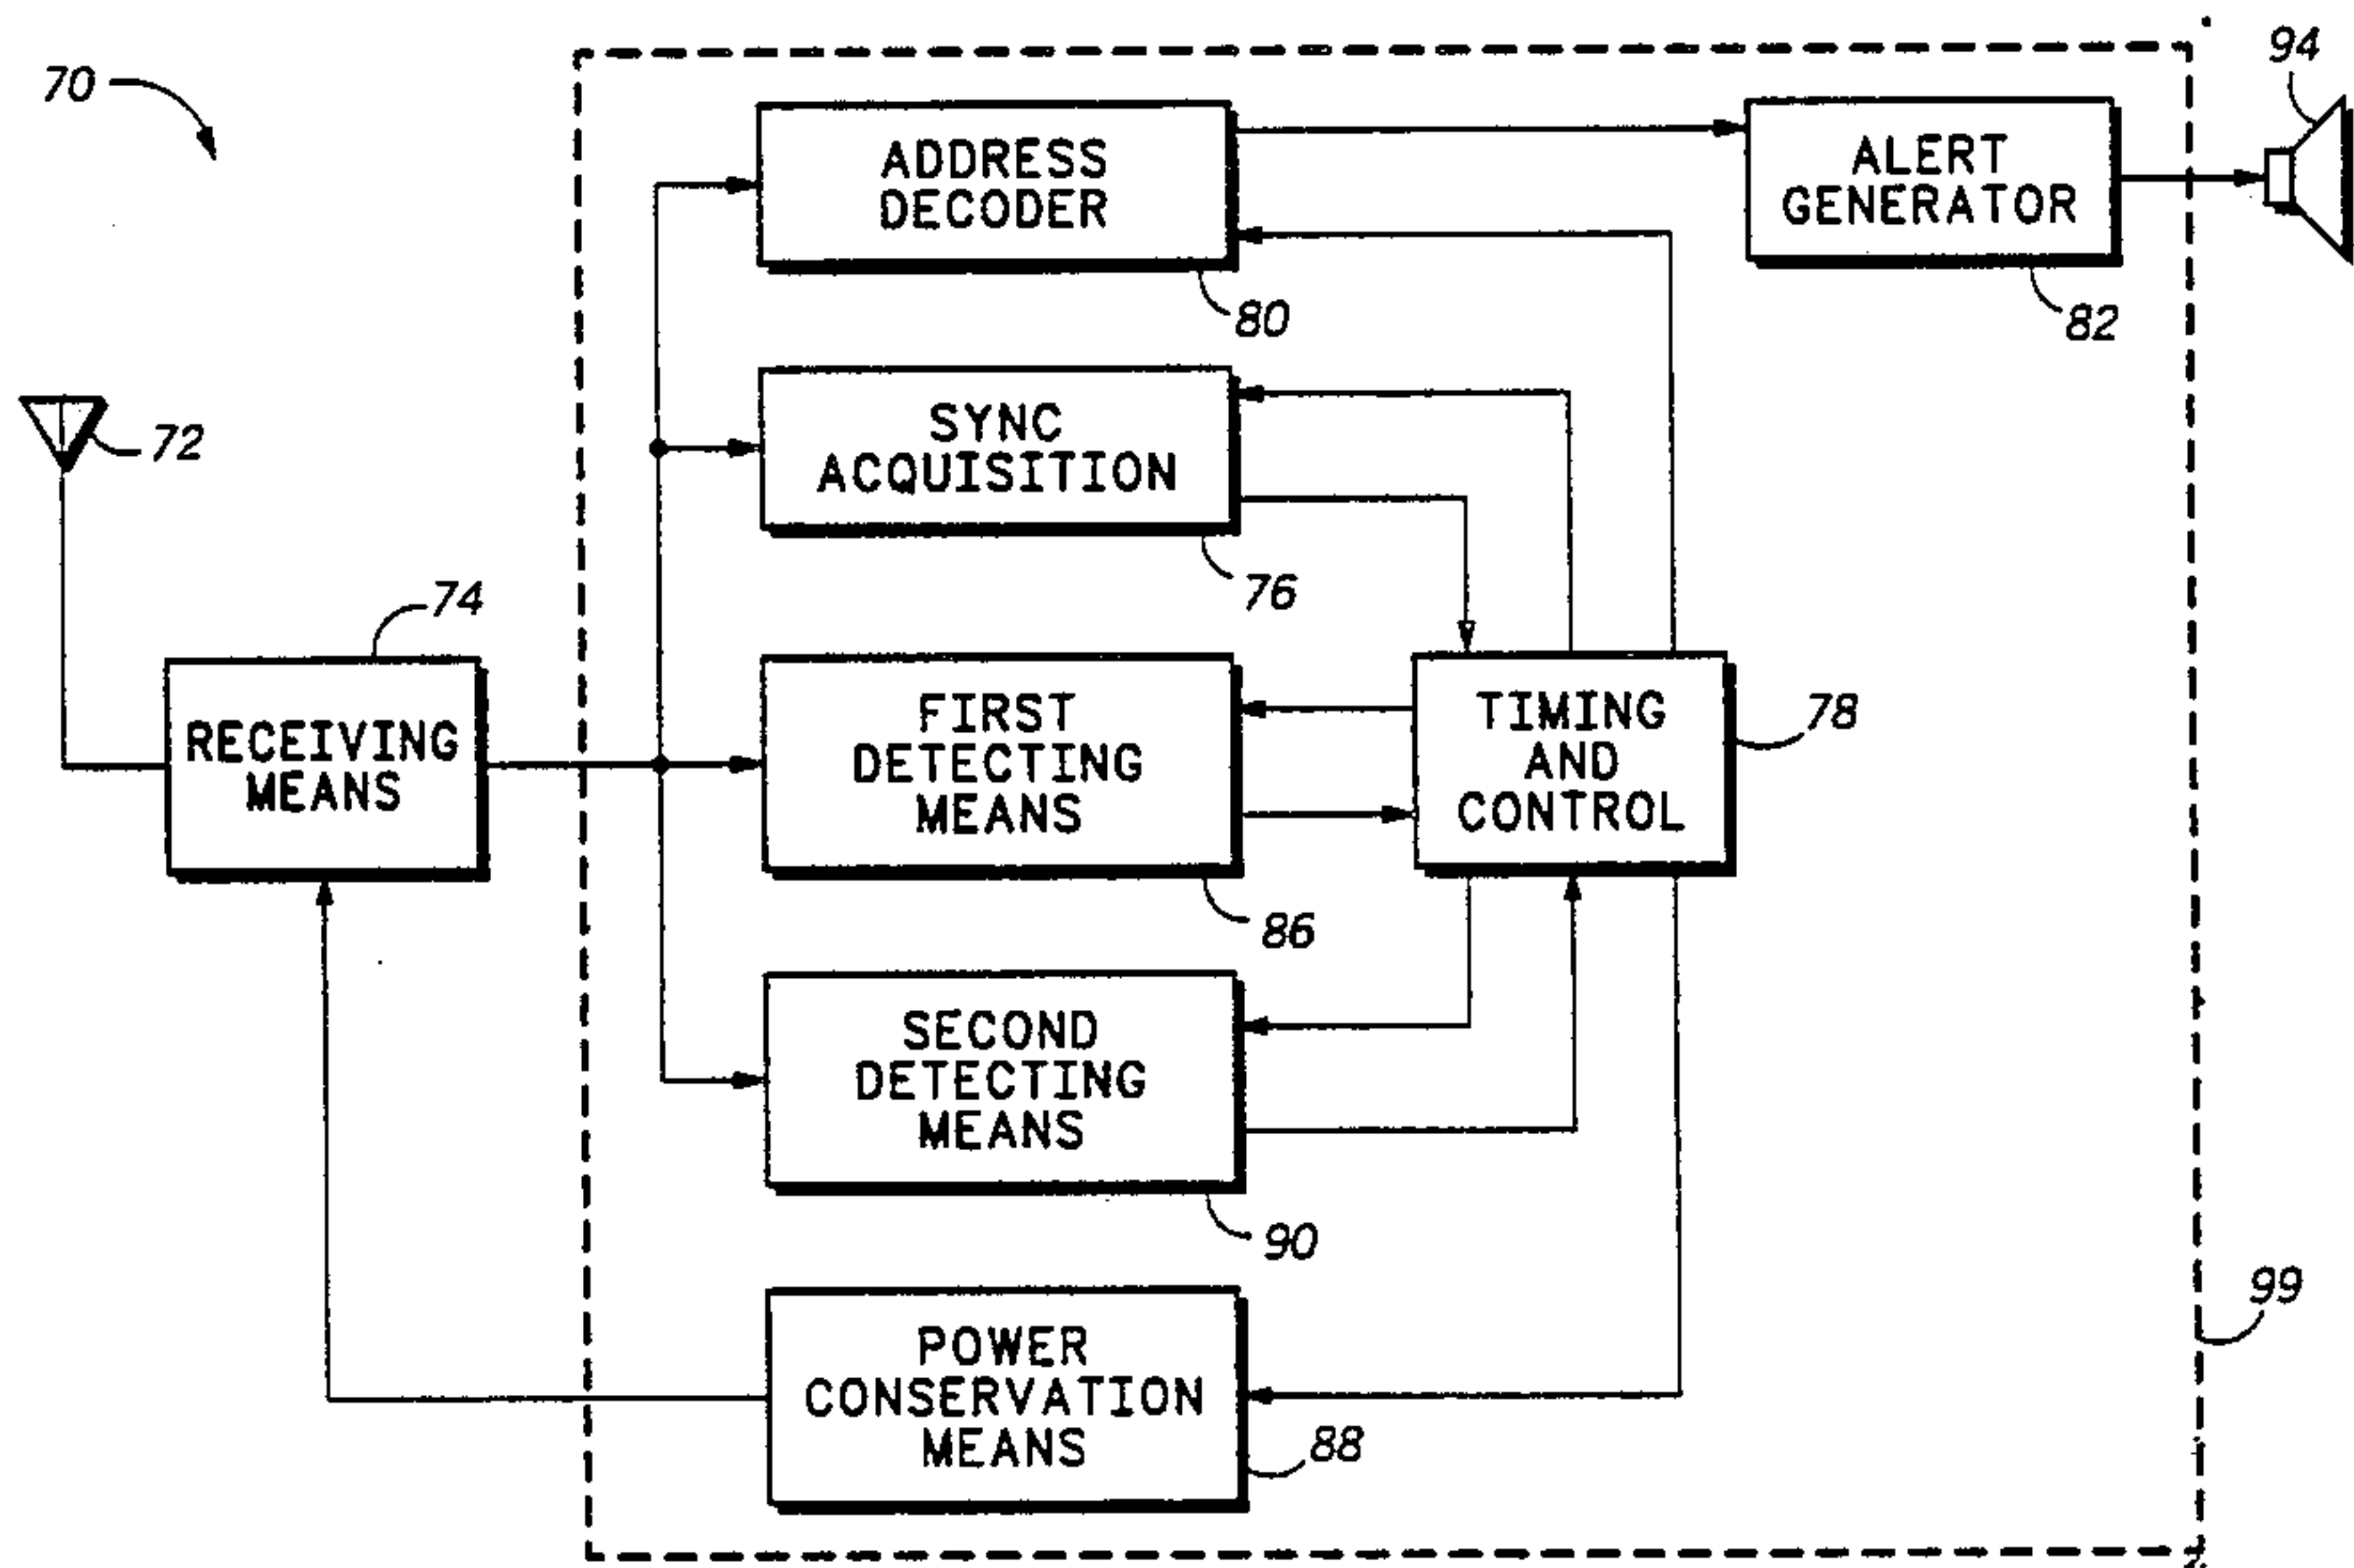 70
94
ADDRESS
DECODER
ALERT
GENERATOR
80
82
72
SYNC
ACQUISITION
76
74
RECEIVING
MEANS
FIRST
DETECTING
MEANS
TIMING
AND
CONTROL
78
86
SECOND
DETECTING
MEANS
90
99
POWER
CONSERVATION
MEANS
88